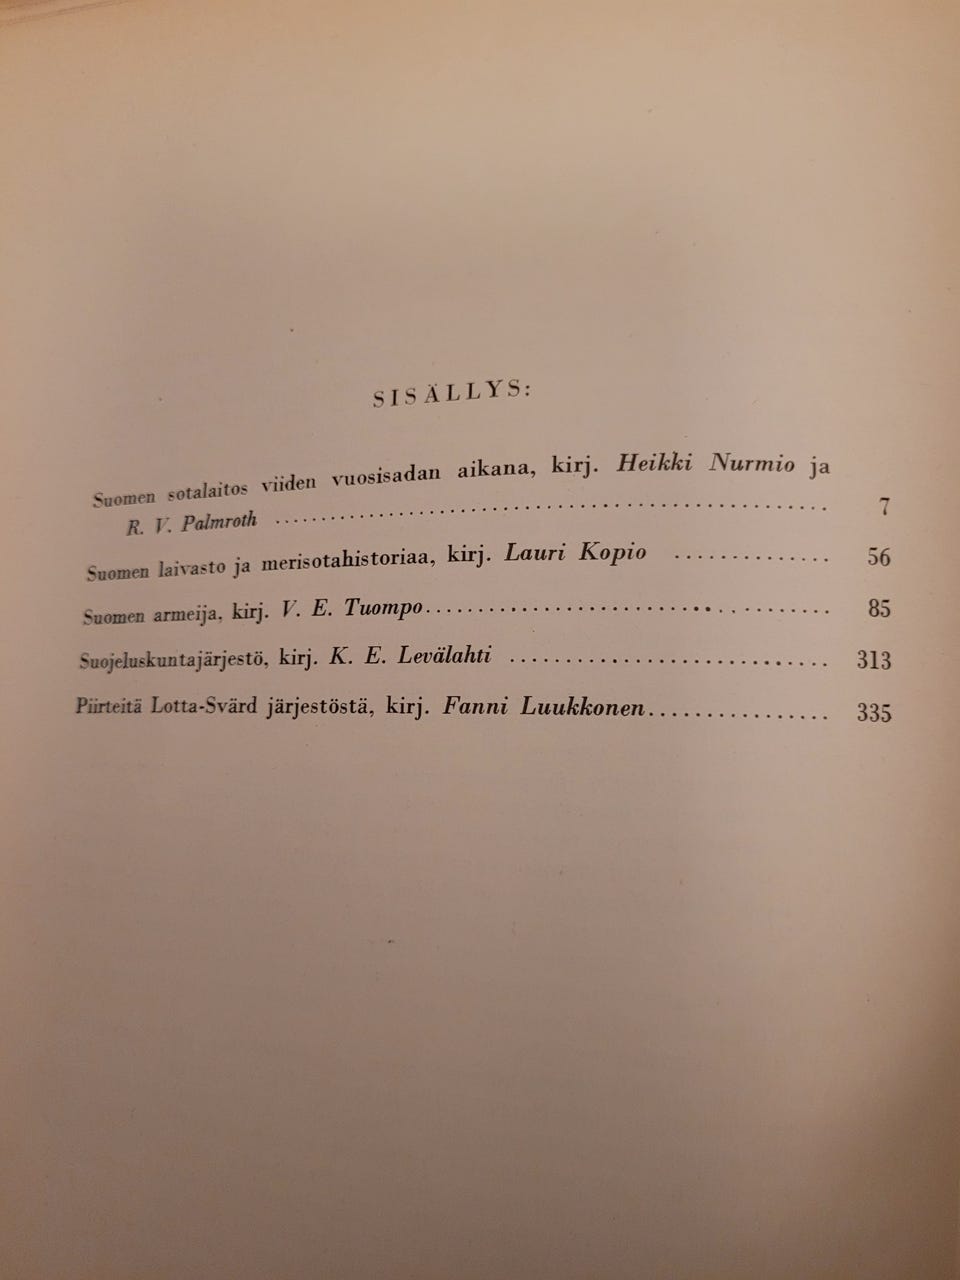 SISÄLLYS:
Suomen sotalaitos viiden vuosisadan aikana, kirj. Heikki Nurmio ja
R. V. Palmroth .......................................................... 7
Suomen laivasto ja merisotahistoriaa, kirj. Lauri Kopio .............. 56
Suomen armeija, kirj. V. E. Tuompo.................................... 85
Suojeluskuntajärjestö, kirj. K. E. Levälahti ............................ 313
Piirteitä Lotta-Svärd järjestöstä, kirj. Fanni Luukkonen................ 335